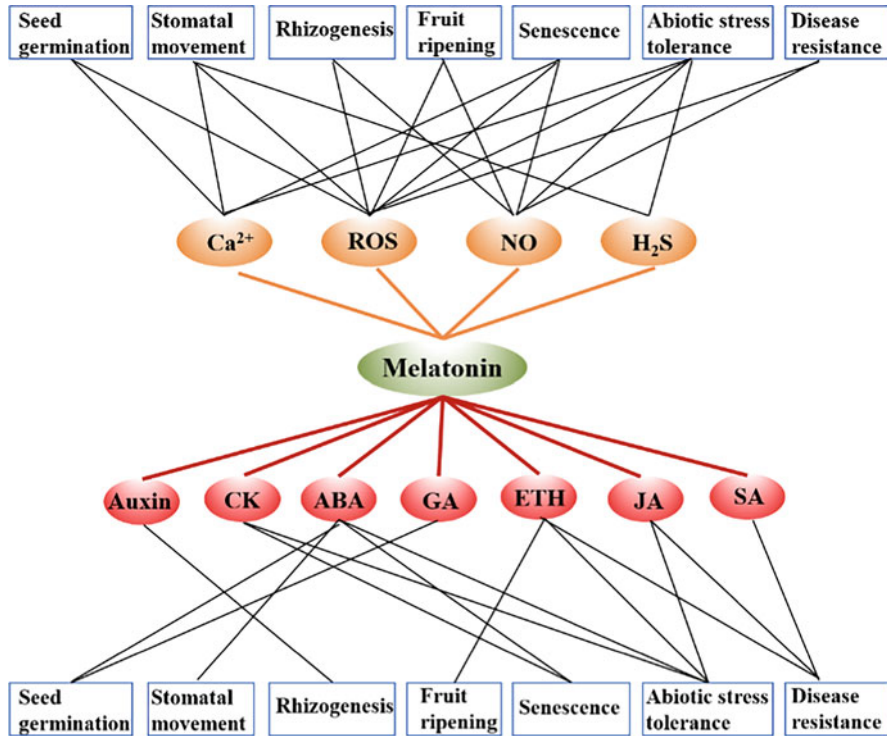 Seed
germination
Stomatal
movement
Rhizogenesis
Fruit
ripening
Senescence
Abiotic stress
tolerance
Disease
resistance
Ca²⁺
ROS
NO
H₂S
Melatonin
Auxin
CK
ABA
GA
ETH
JA
SA
Seed
germination
Stomatal
movement
Rhizogenesis
Fruit
ripening
Senescence
Abiotic stress
tolerance
Disease
resistance